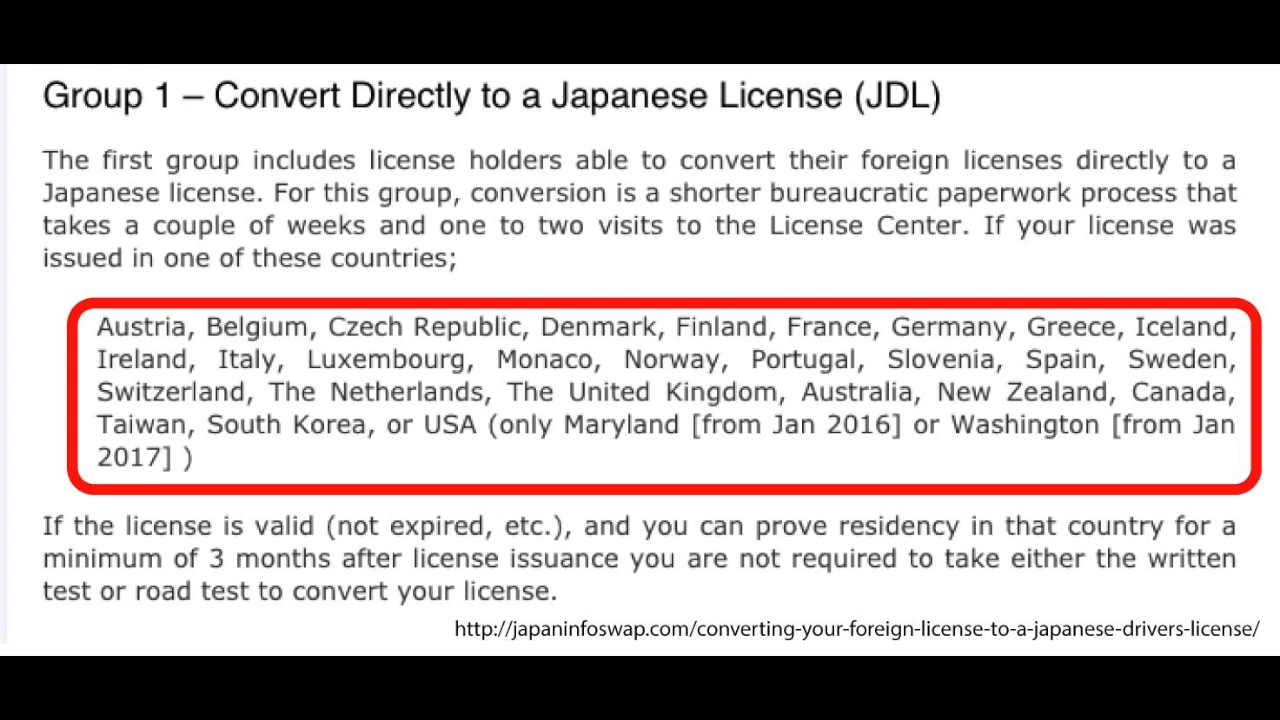 Group 1 – Convert Directly to a Japanese License (JDL)
The first group includes license holders able to convert their foreign licenses directly to a
Japanese license. For this group, conversion is a shorter bureaucratic paperwork process that
takes a couple of weeks and one to two visits to the License Center. If your license was
issued in one of these countries;
Austria, Belgium, Czech Republic, Denmark, Finland, France, Germany, Greece, Iceland,
Ireland, Italy, Luxembourg, Monaco, Norway, Portugal, Slovenia, Spain, Sweden,
Switzerland, The Netherlands, The United Kingdom, Australia, New Zealand, Canada,
Taiwan, South Korea, or USA (only Maryland [from Jan 2016] or Washington [from Jan
2017] )
If the license is valid (not expired, etc.), and you can prove residency in that country for a
minimum of 3 months after license issuance you are not required to take either the written
test or road test to convert your license.
http://japaninfoswap.com/converting-your-foreign-license-to-a-japanese-drivers-license/